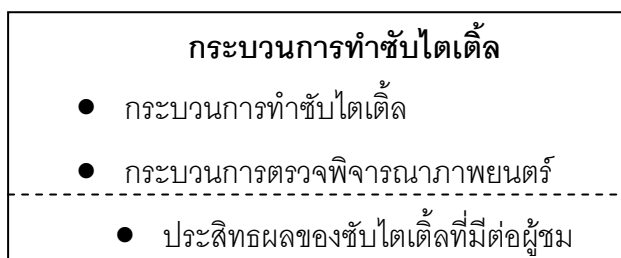 กระบวนการทำซับไตเติ้ล
● กระบวนการทำซับไตเติ้ล
● กระบวนการตรวจพิจารณาภาพยนตร์
● ประสิทธผลของซับไตเติ้ลที่มีต่อผู้ชม